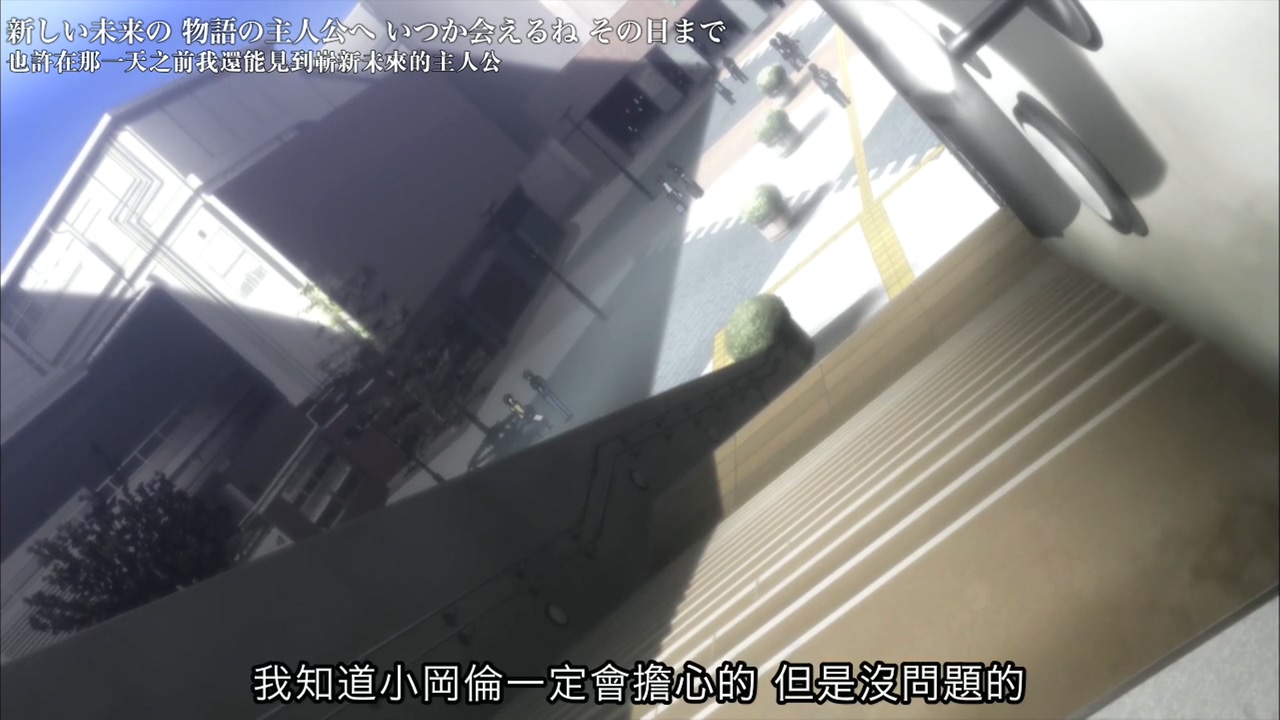 新しい未来の 物語の主人公へ いつか会えるね その日まで
也許在那一天之前我還能見到嶄新未來的主人公
我知道小岡倫一定會擔心的 但是沒問題的